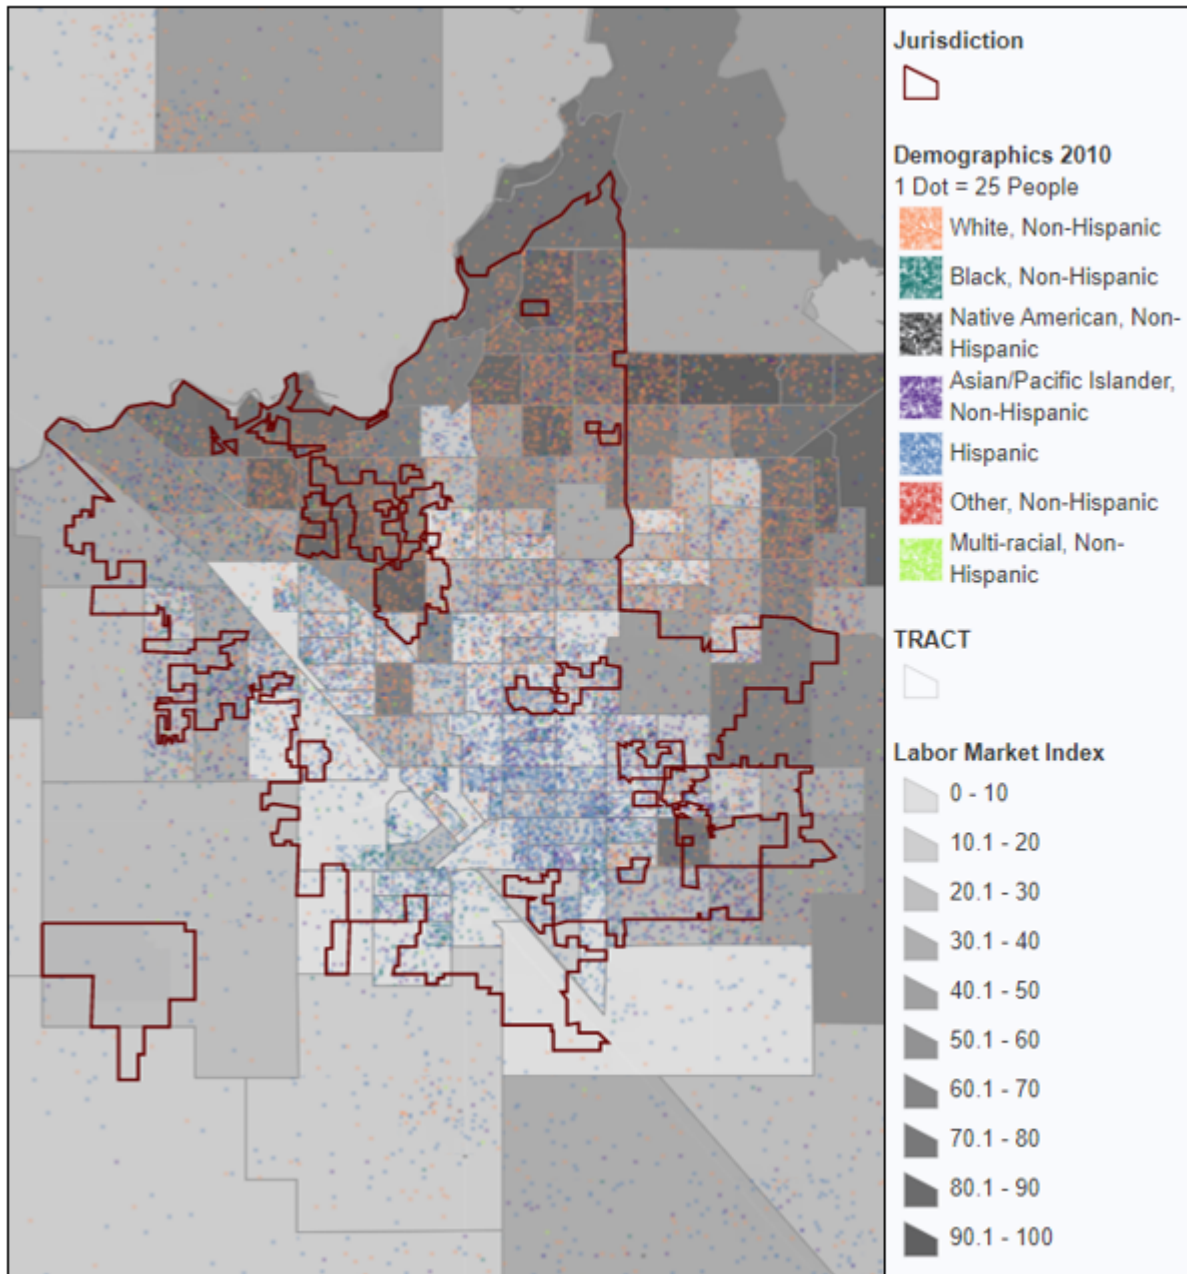 Jurisdiction
Demographics 2010
1 Dot = 25 People
White, Non-Hispanic
Black, Non-Hispanic
Native American, Non-
Hispanic
Asian/Pacific Islander,
Non-Hispanic
Hispanic
Other, Non-Hispanic
Multi-racial, Non-
Hispanic
TRACT
Labor Market Index
0 - 10
10.1 - 20
20.1 - 30
30.1 - 40
40.1 - 50
50.1 - 60
60.1 - 70
70.1 - 80
80.1 - 90
90.1 - 100